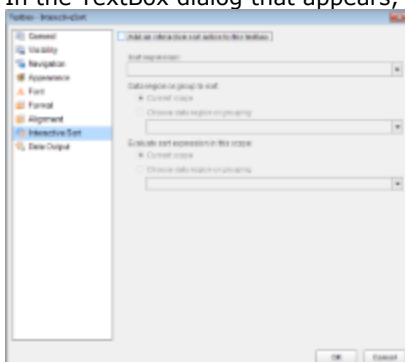 In the TextBox dialog that appears,
Textbox - InteractiveSort
General
Visibility
Navigation
Appearance
Font
Format
Alignment
Interactive Sort
Data Output
Add an interactive sort action to this textbox
Sort expression:
Data region or group to sort:
Current scope
Choose data region or grouping:
Evaluate sort expression in this scope:
Current scope
Choose data region or grouping:
OK Cancel